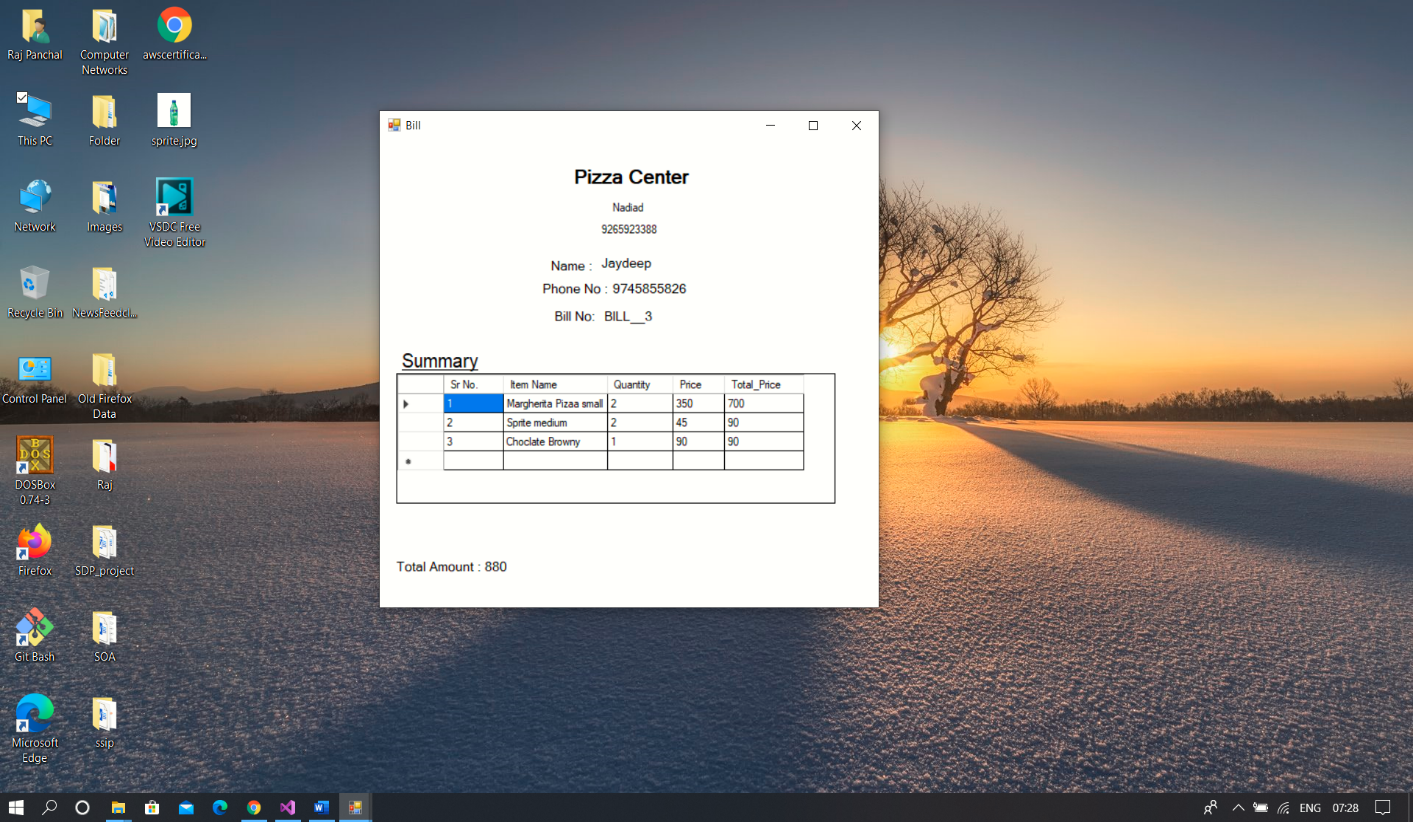 Raj Panchal
Computer
Networks
awscertifica...
This PC
Folder
sprite.jpg
Network
Images
VSDC Free
Video Editor
Recycle Bin
NewsFeedcl...
Control Panel
Old Firefox
Data
DOSBox
0.74-3
Raj
Firefox
SDP_project
Git Bash
SOA
Microsoft
Edge
ssip
Bill
Pizza Center
Nadiad
9265923388
Name : Jaydeep
Phone No : 9745855826
Bill No: BILL__3
Summary
Sr No. Item Name Quantity Price Total_Price
1 Margherita Pizaa small 2 350 700
2 Sprite medium 2 45 90
3 Choclate Browny 1 90 90
Total Amount : 880
ENG 07:28